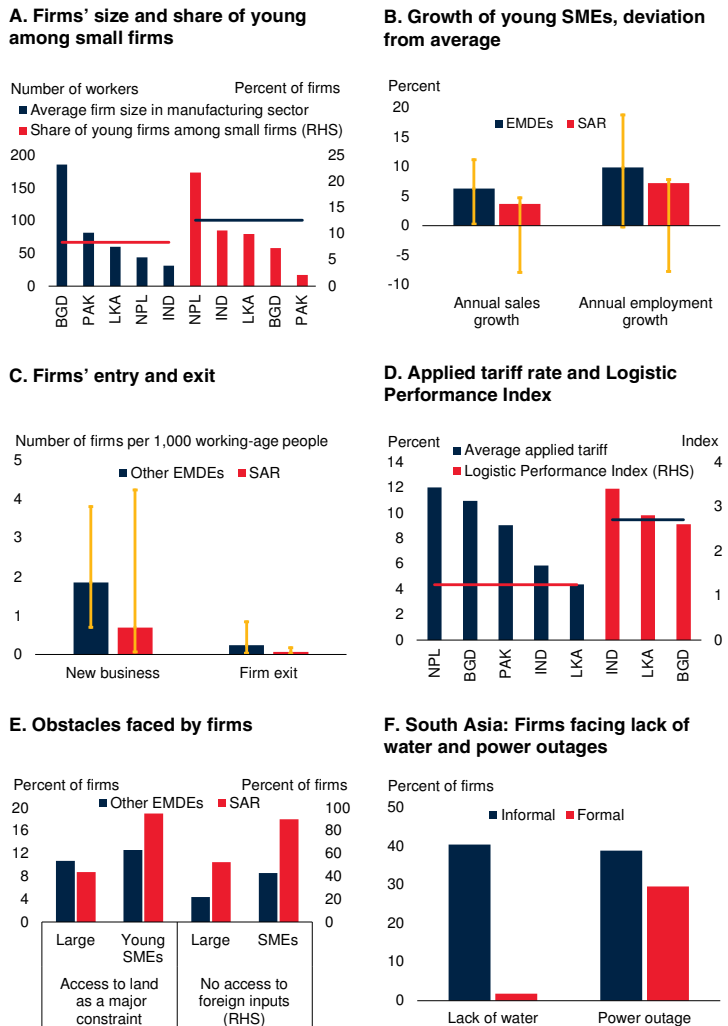 A. Firms' size and share of young
among small firms
Number of workers
Percent of firms
Average firm size in manufacturing sector
Share of young firms among small firms (RHS)
200
150
100
50
0
25
20
15
10
5
0
BGD
PAK
LKA
NPL
IND
NPL
IND
LKA
BGD
PAK
B. Growth of young SMEs, deviation
from average
Percent
EMDEs
SAR
20
15
10
5
0
-5
-10
Annual sales
growth
Annual employment
growth
C. Firms' entry and exit
Number of firms per 1,000 working-age people
Other EMDEs
SAR
5
4
3
2
1
0
New business
Firm exit
D. Applied tariff rate and Logistic
Performance Index
Percent
Index
Average applied tariff
Logistic Performance Index (RHS)
14
12
10
8
6
4
2
0
4
3
2
1
0
NPL
BGD
PAK
IND
LKA
IND
LKA
BGD
E. Obstacles faced by firms
Percent of firms
Percent of firms
Other EMDEs
SAR
20
16
12
8
4
0
100
80
60
40
20
0
Large
Young
SMEs
Large
SMEs
Access to land
as a major
constraint
No access to
foreign inputs
(RHS)
F. South Asia: Firms facing lack of
water and power outages
Percent of firms
Informal
Formal
50
40
30
20
10
0
Lack of water
Power outage